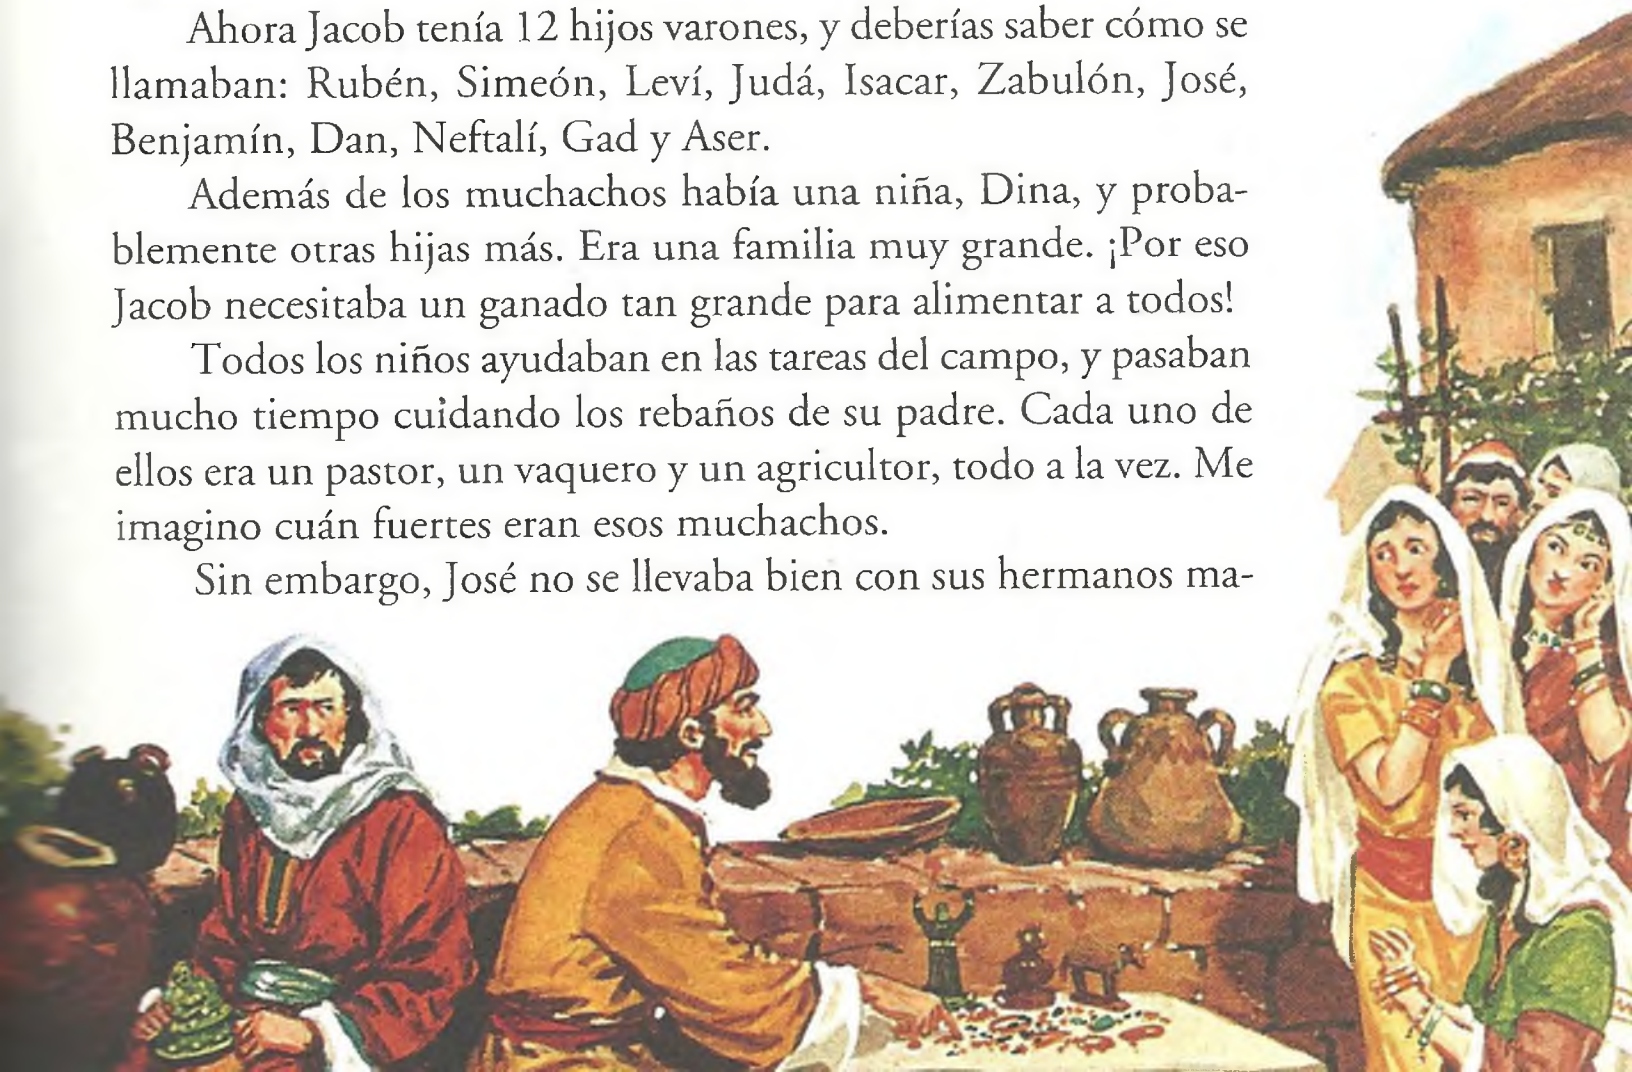 Ahora Jacob tenía 12 hijos varones, y deberías saber cómo se
llamaban: Rubén, Simeón, Leví, Judá, Isacar, Zabulón, José,
Benjamín, Dan, Neftalí, Gad y Aser.
Además de los muchachos había una niña, Dina, y proba-
blemente otras hijas más. Era una familia muy grande. ¡Por eso
Jacob necesitaba un ganado tan grande para alimentar a todos!
Todos los niños ayudaban en las tareas del campo, y pasaban
mucho tiempo cuidando los rebaños de su padre. Cada uno de
ellos era un pastor, un vaquero y un agricultor, todo a la vez. Me
imagino cuán fuertes eran esos muchachos.
Sin embargo, José no se llevaba bien con sus hermanos ma-